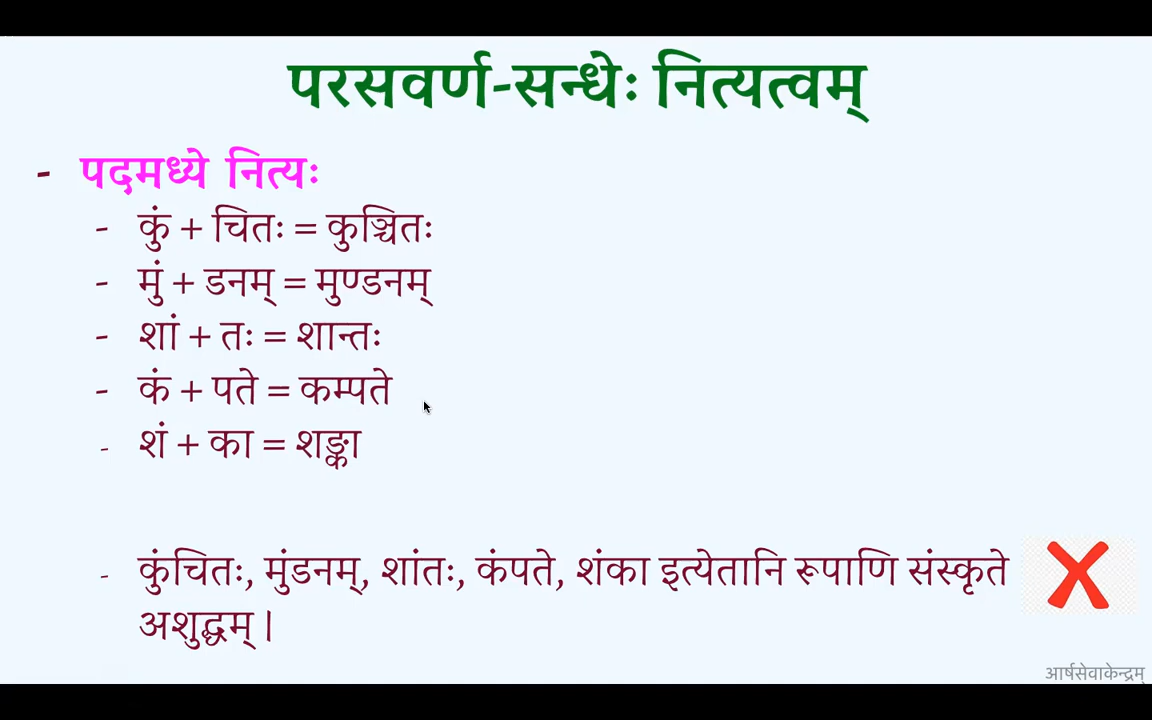 परसवर्ण-सन्धेः नित्यत्वम्
- पदमध्ये नित्यः
- कुं + चितः = कुञ्चितः
- मुं + डनम् = मुण्डनम्
- शां + तः = शान्तः
- कं + पते = कम्पते
- शं + का = शङ्का
- कुंचितः, मुंडनम्, शांतः, कंपते, शंका इत्येतानि रूपाणि संस्कृते
अशुद्धम् ।
आर्षसेवाकेन्द्रम्